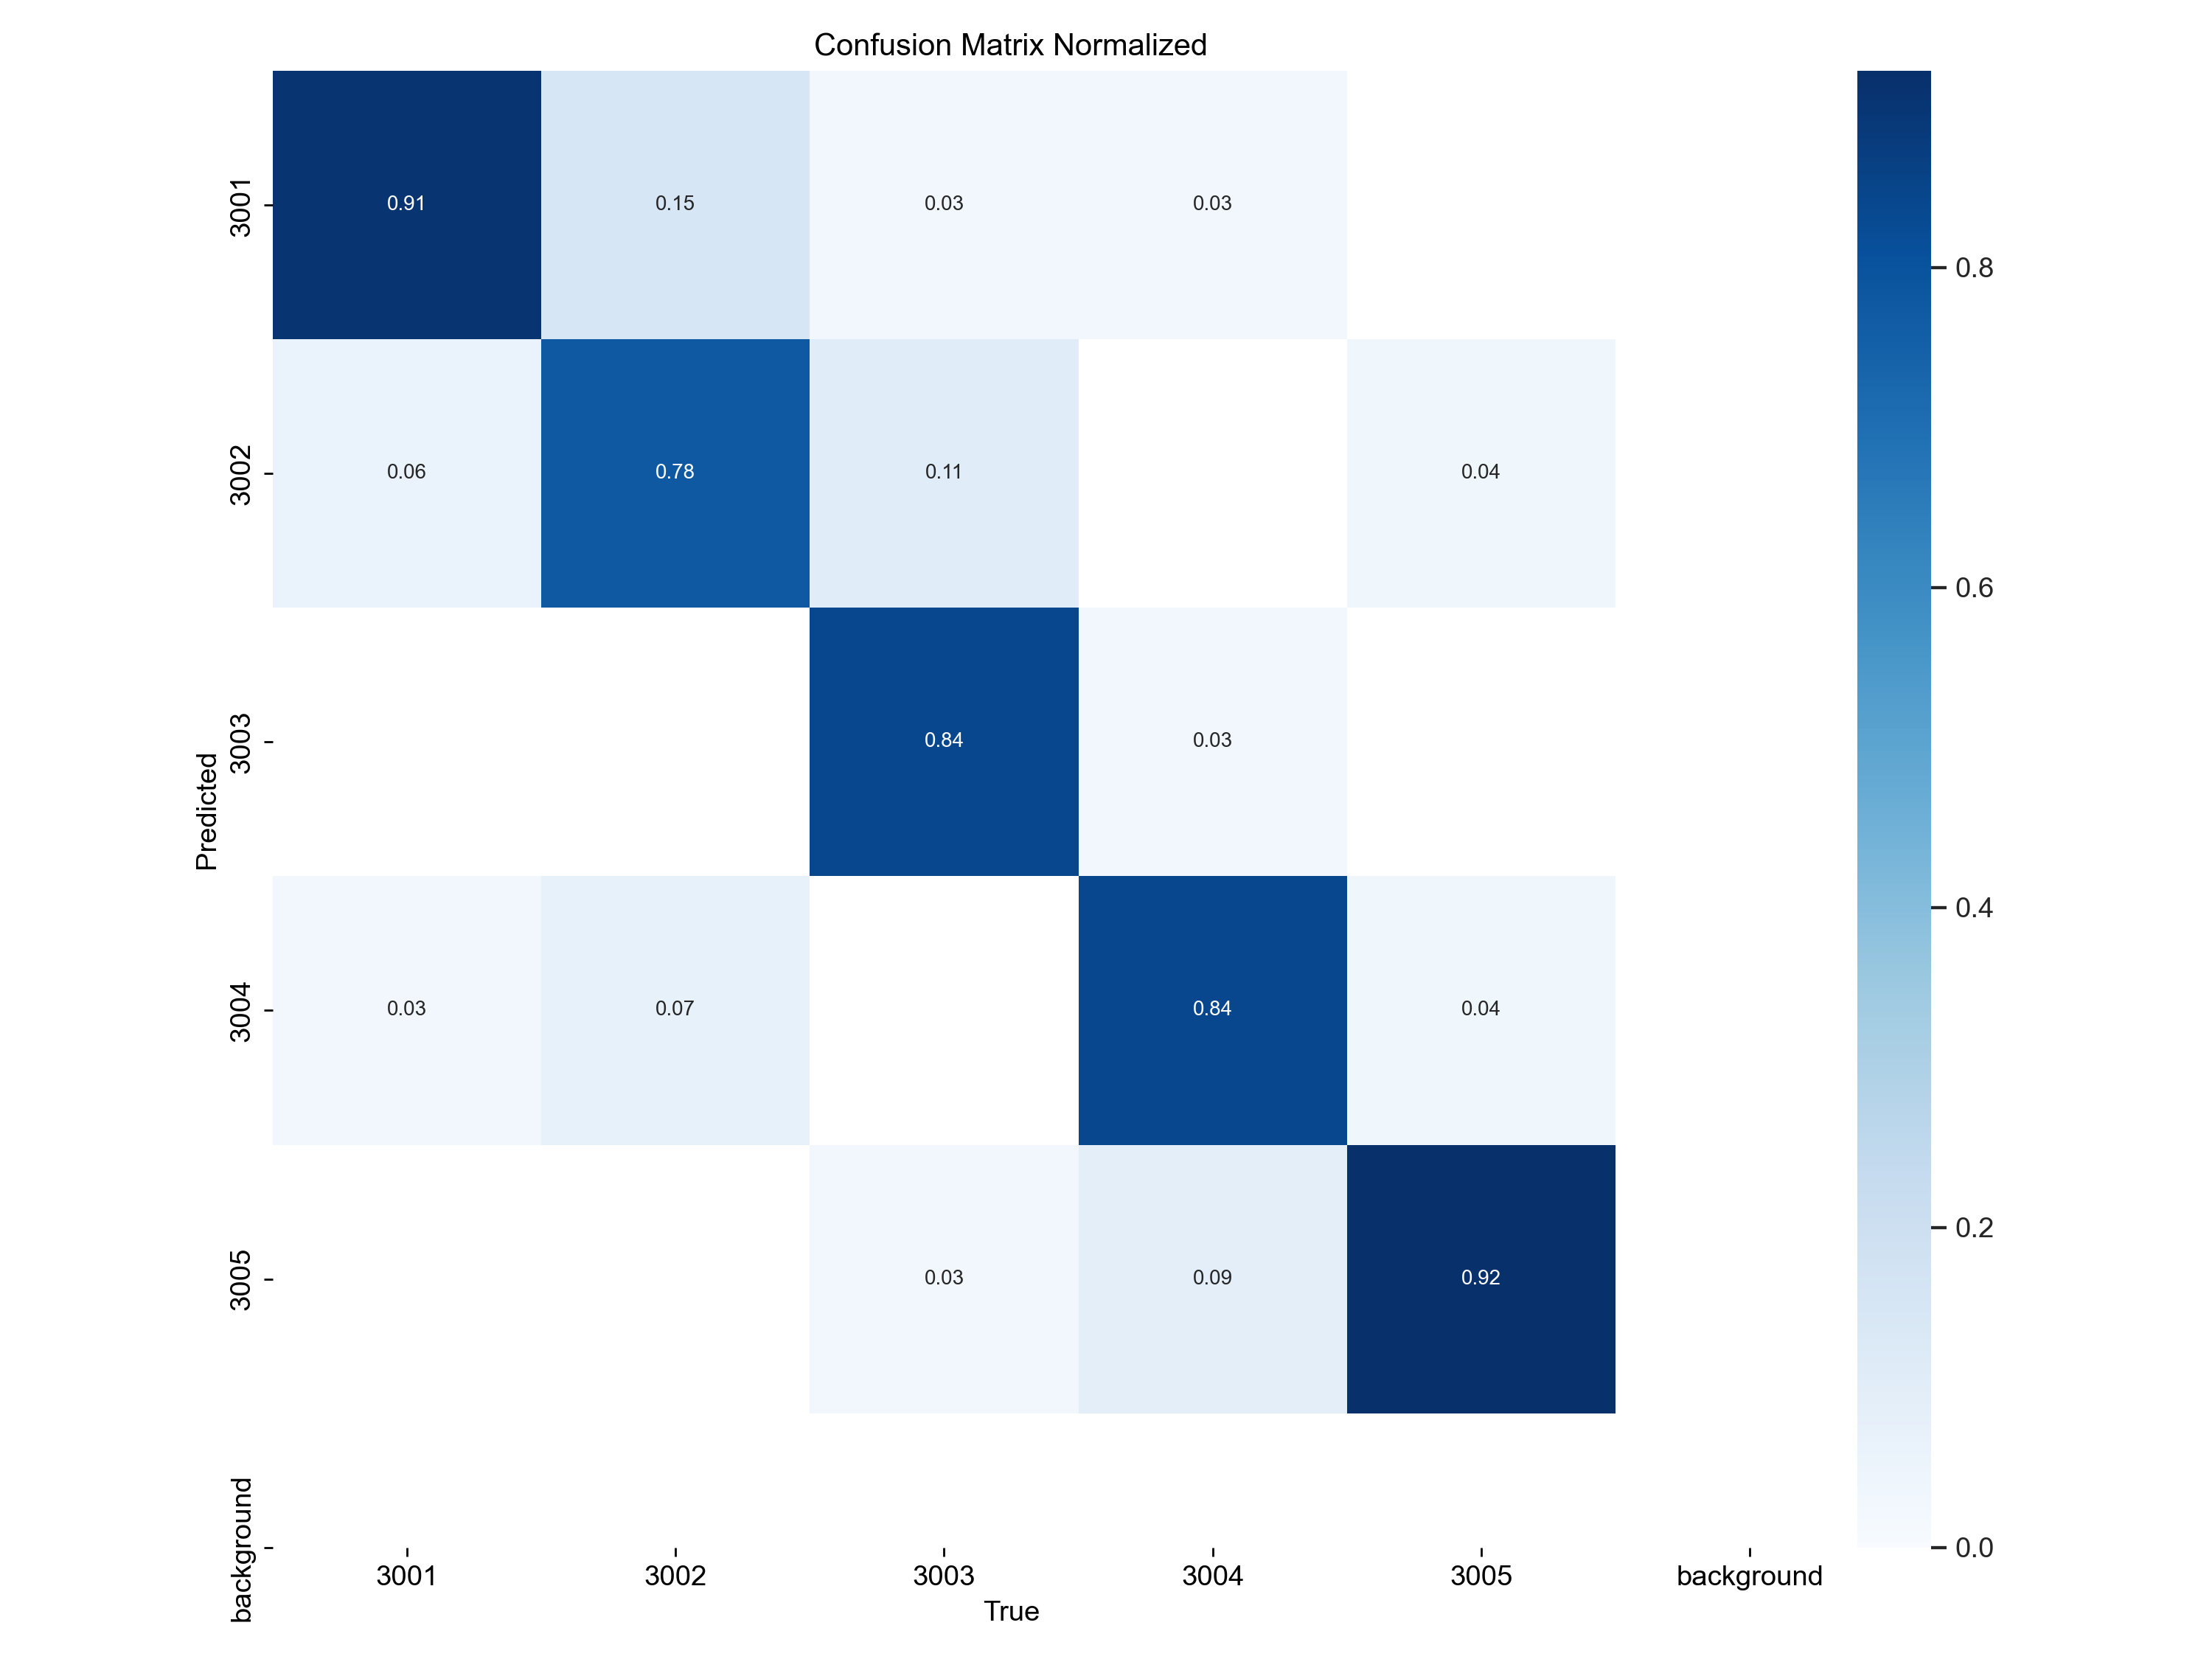 Confusion Matrix Normalized
3001 0.91 0.15 0.03 0.03
3002 0.06 0.78 0.11 0.04
3003 0.84 0.03
3004 0.03 0.07 0.84 0.04
3005 0.03 0.09 0.92
background
Predicted
3001 3002 3003 3004 3005 background
True
0.8
0.6
0.4
0.2
0.0